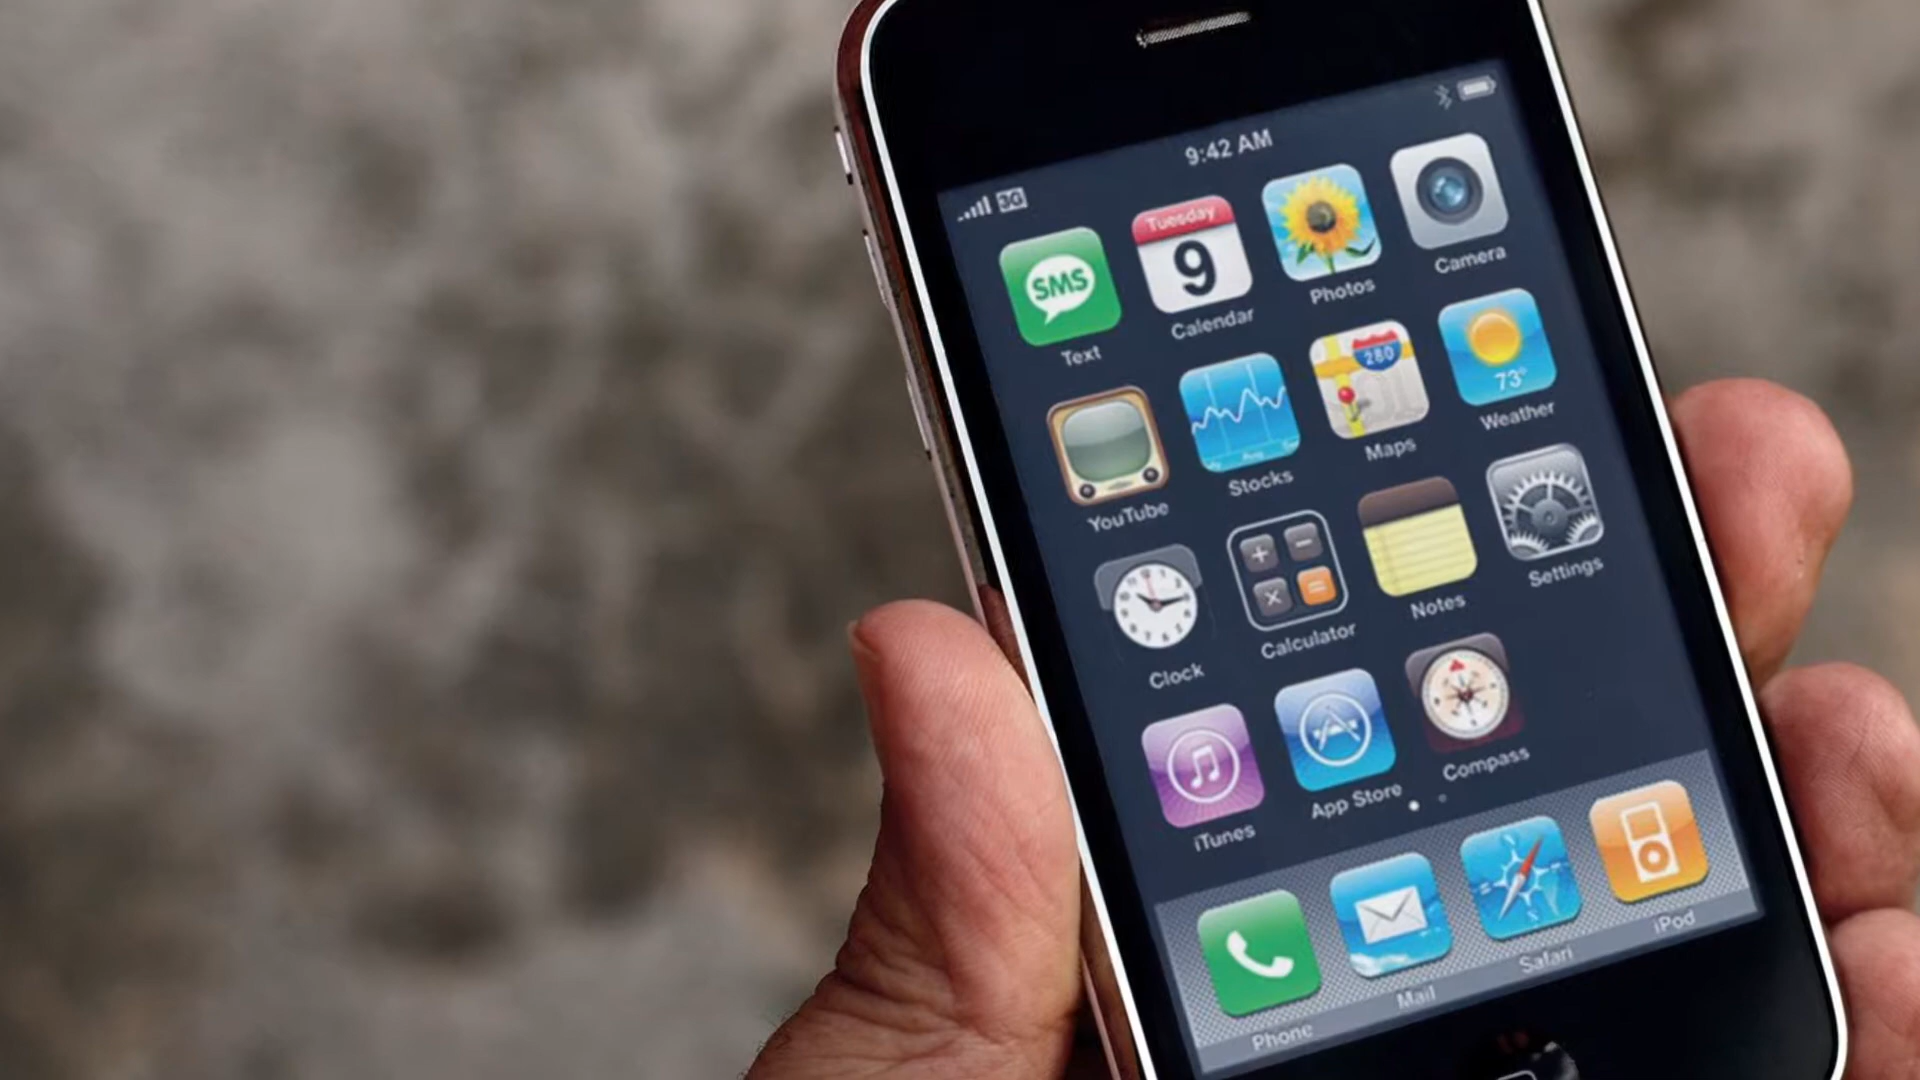 9:42 AM
3G
SMS
Text
Tuesday
9
Calendar
Photos
Camera
YouTube
Stocks
280
Maps
73°
Weather
Clock
Calculator
Notes
Settings
iTunes
App Store
Compass
Phone
Mail
Safari
iPod